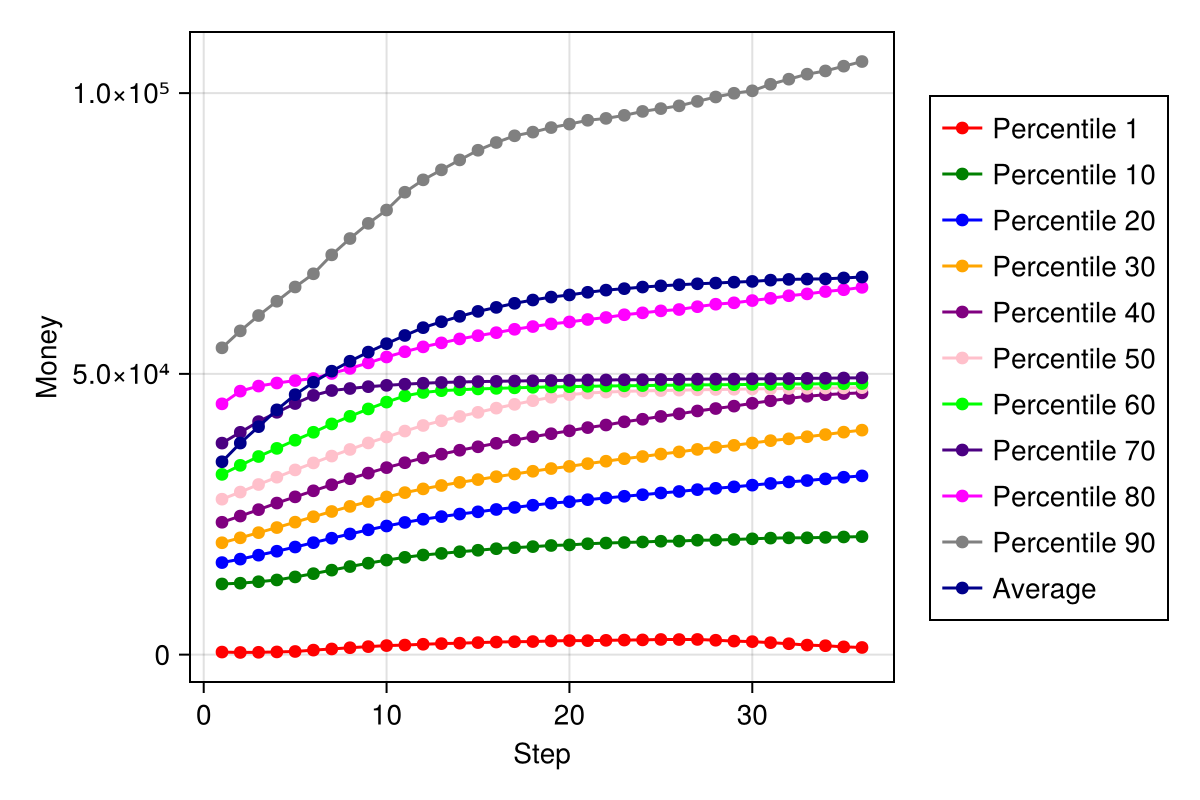 1.0×10⁵
5.0×10⁴
0
Money
0 10 20 30
Step
Percentile 1
Percentile 10
Percentile 20
Percentile 30
Percentile 40
Percentile 50
Percentile 60
Percentile 70
Percentile 80
Percentile 90
Average